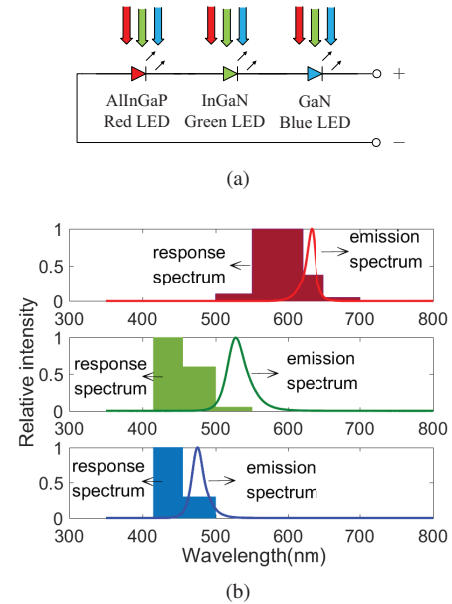 (a)
+
AlInGaP
Red LED
InGaN
Green LED
GaN
Blue LED
−
(a)
Relative intensity
1
0.5
0
response
spectrum
emission
spectrum
300 400 500 600 700 800
1
0.5
0
response
spectrum
emission
spectrum
300 400 500 600 700 800
1
0.5
0
response
spectrum
emission
spectrum
300 400 500 600 700 800
Wavelength(nm)
(b)